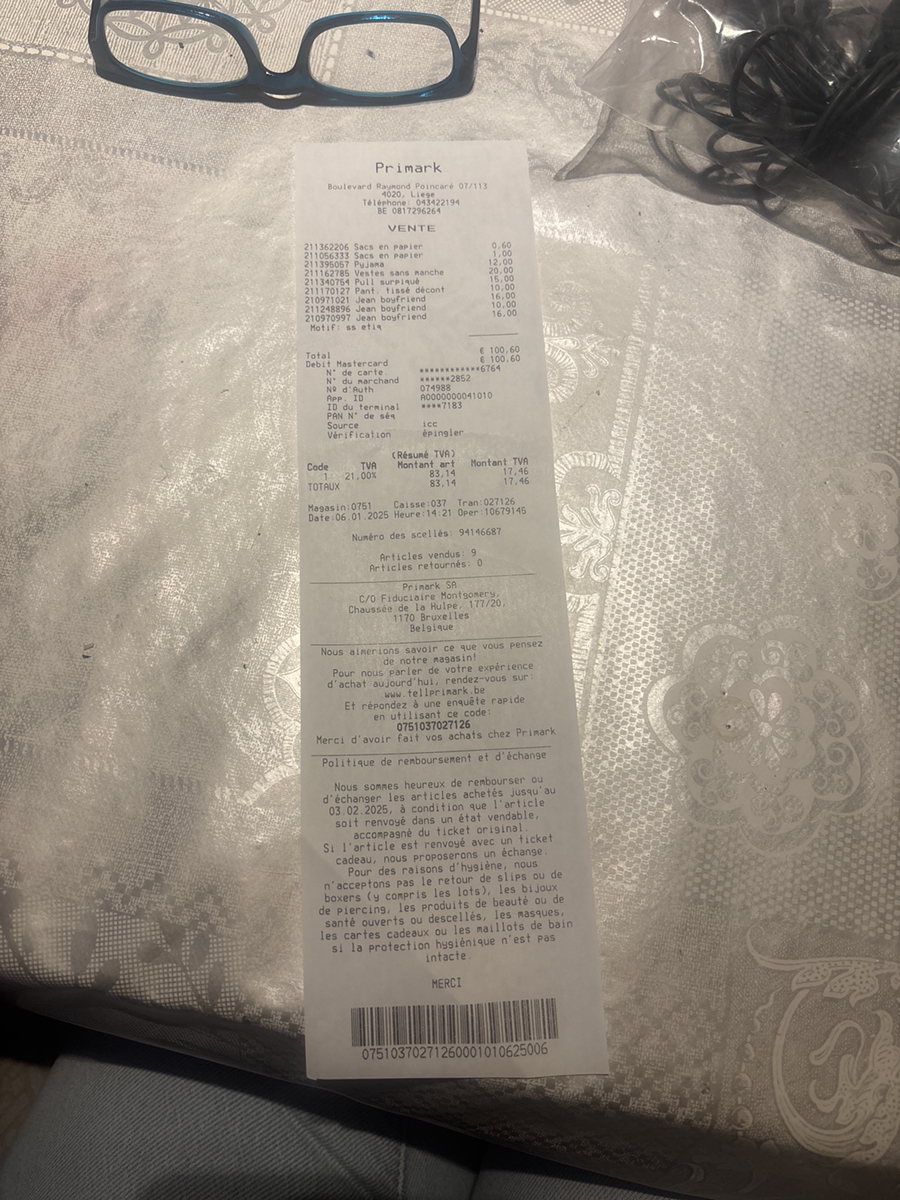 Primark
Boulevard Raymond Poincaré 07/113
4020, Liege
Téléphone: 043422194
BE 0817296264
VENTE
211362206 Sacs en papier 0,60
211056333 Sacs en papier 1,00
211395057 Pyjama 12,00
211162785 Vestes sans manche 20,00
211340754 Pull surpiqué 15,00
211170127 Pant. tissé décont 10,00
210971021 Jean boyfriend 16,00
211248896 Jean boyfriend 10,00
210970997 Jean boyfriend 16,00
Motif: ss etiq
Total € 100,60
Debit Mastercard € 100,60
N° de carte. ************6764
N° du marchand ******2852
Nº d'Auth 074988
App. ID A0000000041010
ID du terminal ****7183
PAN N° de séq
Source icc
Vérification épingler
(Résumé TVA)
Code TVA Montant art Montant TVA
1 21,00% 83,14 17,46
TOTAUX 83,14 17,46
Magasin:0751 Caisse:037 Tran:027126
Date:06.01.2025 Heure:14:21 Oper:10679145
Numéro des scellés: 94146687
Articles vendus: 9
Articles retournés: 0
Primark SA
C/O Fiduciaire Montgomery,
Chaussée de la Hulpe, 177/20,
1170 Bruxelles
Belgique
Nous aimerions savoir ce que vous pensez
de notre magasin!
Pour nous parler de votre expérience
d'achat aujourd'hui, rendez-vous sur:
www.tellprimark.be
Et répondez à une enquête rapide
en utilisant ce code:
0751037027126
Merci d'avoir fait vos achats chez Primark
Politique de remboursement et d'échange
Nous sommes heureux de rembourser ou
d'échanger les articles achetés jusqu'au
03.02.2025, à condition que l'article
soit renvoyé dans un état vendable,
accompagné du ticket original.
Si l'article est renvoyé avec un ticket
cadeau, nous proposerons un échange.
Pour des raisons d'hygiène, nous
n'acceptons pas le retour de slips ou de
boxers (y compris les lots), les bijoux
de piercing, les produits de beauté ou de
santé ouverts ou descellés, les masques,
les cartes cadeaux ou les maillots de bain
si la protection hygiénique n'est pas
intacte.
MERCI
07510370271260001010625006